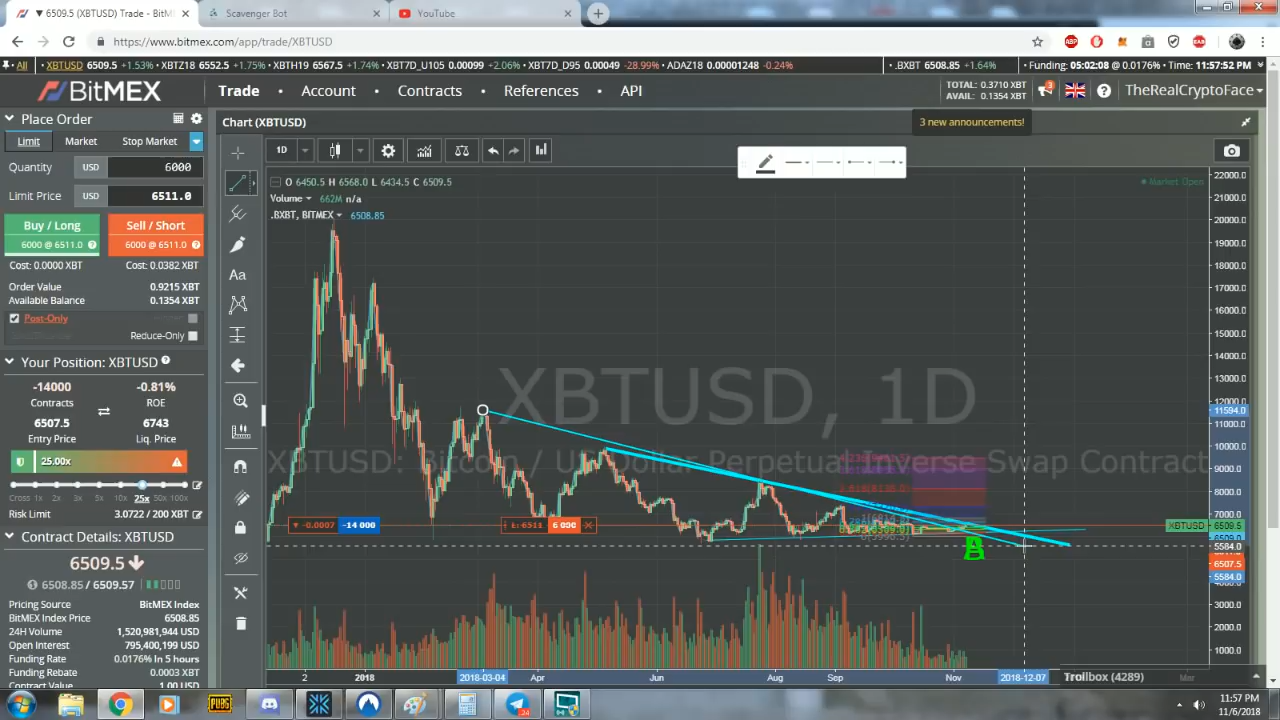 6509.5 (XBTUSD) Trade - BitM
Scavenger Bot
YouTube
https://www.bitmex.com/app/trade/XBTUSD
All XBTUSD 6509.5 +1.53% XBTZ18 6552.5 +1.75% XBTH19 6567.5 +1.74% XBT7D_U105 0.00099 +2.06% XBT7D_D95 0.00049 -28.99% ADAZ18 0.00001248 -0.24% .BXBT 6508.85 +1.64% Funding: 05:02:08 @ 0.0176% Time: 11:57:52 PM
BitMEX
Trade Account Contracts References API
TOTAL: 0.3710 XBT
AVAIL: 0.1354 XBT
TheRealCryptoFace
3 new announcements!
Place Order
Limit Market Stop Market
Quantity USD 6000
Limit Price USD 6511.0
Buy / Long Sell / Short
6000 @ 6511.0 6000 @ 6511.0
Cost: 0.0000 XBT Cost: 0.0382 XBT
Order Value 0.9215 XBT
Available Balance 0.1354 XBT
Post-Only
Reduce-Only
Your Position: XBTUSD
-14000 -0.81%
Contracts ROE
6507.5 6743
Entry Price Liq. Price
25.00x
Cross 1x 2x 3x 5x 10x 25x 50x 100x
Risk Limit 3.0722 / 200 XBT
Contract Details: XBTUSD
6509.5
6508.85 / 6509.57
Pricing Source BitMEX Index
BitMEX Index Price 6508.85
24H Volume 1,520,981,944 USD
Open Interest 795,400,199 USD
Funding Rate 0.0176% In 5 hours
Funding Rebate 0.0003 XBT
Contract Value 1.00 USD
Chart (XBTUSD)
1D
O 6450.5 H 6568.0 L 6434.5 C 6509.5
Volume 662M n/a
.BXBT, BITMEX 6508.85
Market Open
Aa
XBTUSD, 1D
XBTUSD: Bitcoin / US Dollar Perpetual Inverse Swap Contract
-0.0007 -14 000
L: 6511 6 000
B
22000.0
20000.0
19000.0
18000.0
17000.0
16000.0
15000.0
14000.0
13000.0
12000.0
11594.0
11000.0
10000.0
9000.0
8000.0
7000.0
XBTUSD 6509.5
5584.0
6507.5
5584.0
3000.0
2000.0
1000.0
2 2018 2018-03-04 Apr Jun Aug Sep Nov 2018-12-07 Mar
Trollbox (4289)
PUBG
11:57 PM
11/6/2018